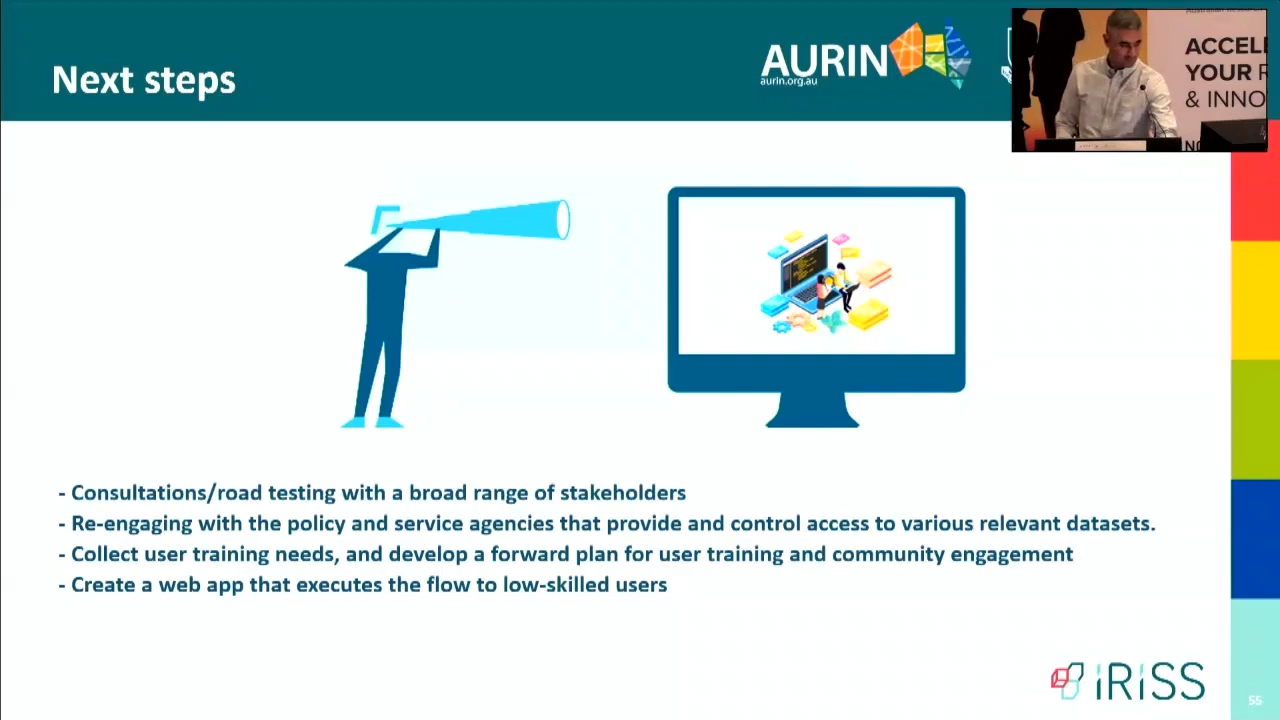 Next steps
AURIN
aurin.org.au
ACCEL
YOUR R
& INNO
- Consultations/road testing with a broad range of stakeholders
- Re-engaging with the policy and service agencies that provide and control access to various relevant datasets.
- Collect user training needs, and develop a forward plan for user training and community engagement
- Create a web app that executes the flow to low-skilled users
iRiSS
55